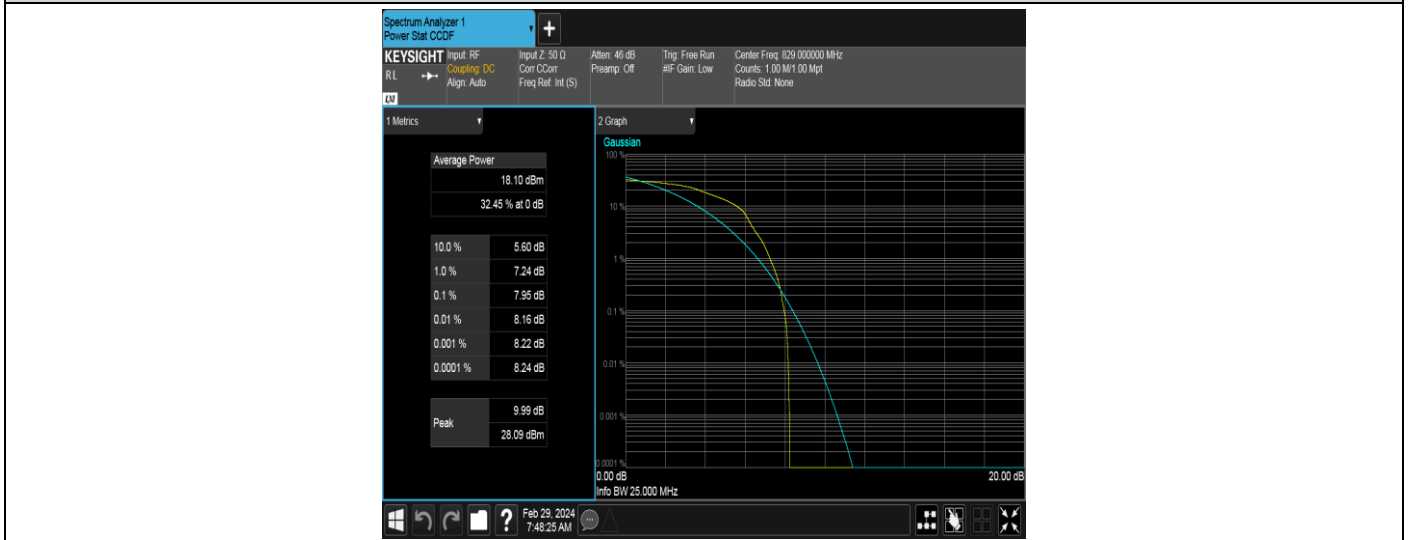 Spectrum Analyzer 1
Power Stat CCDF
+
KEYSIGHT
RL
LXI
Input: RF
Coupling: DC
Align: Auto
Input Z: 50 Ω
Corr CCorr
Freq Ref: Int (S)
Atten: 46 dB
Preamp: Off
Trig: Free Run
#IF Gain: Low
Center Freq: 829.000000 MHz
Counts: 1.00 M/1.00 Mpt
Radio Std: None
1 Metrics
Average Power
18.10 dBm
32.45 % at 0 dB
10.0 % 5.60 dB
1.0 % 7.24 dB
0.1 % 7.95 dB
0.01 % 8.16 dB
0.001 % 8.22 dB
0.0001 % 8.24 dB
Peak
9.99 dB
28.09 dBm
2 Graph
Gaussian
100 %
10 %
1 %
0.1 %
0.01 %
0.001 %
0.0001 %
0.00 dB
20.00 dB
Info BW 25.000 MHz
?
Feb 29, 2024
7:48:25 AM